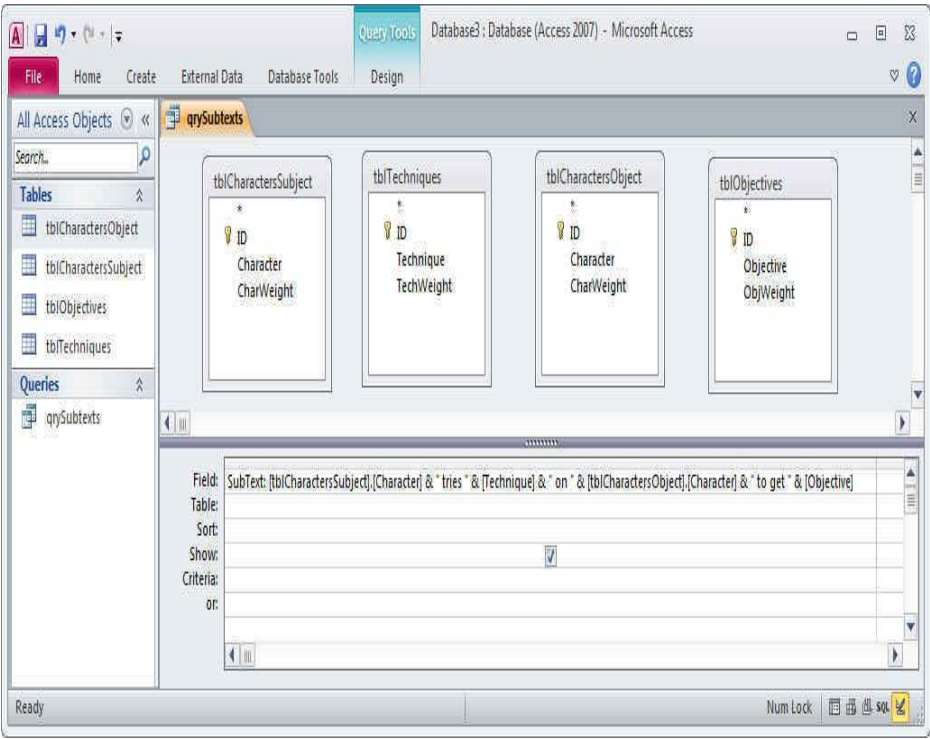 Query Tools
Database3 : Database (Access 2007) - Microsoft Access
File Home Create External Data Database Tools Design
All Access Objects
qrySubtexts
Search...
Tables
tblCharactersObject
tblCharactersSubject
tblObjectives
tblTechniques
Queries
qrySubtexts
tblCharactersSubject
*
ID
Character
CharWeight
tblTechniques
*
ID
Technique
TechWeight
tblCharactersObject
*
ID
Character
CharWeight
tblObjectives
*
ID
Objective
ObjWeight
Field: SubText: [tblCharactersSubject].[Character] & " tries " & [Technique] & " on " & [tblCharactersObject].[Character] & " to get " & [Objective]
Table:
Sort:
Show:
Criteria:
or:
Ready
Num Lock
SQL